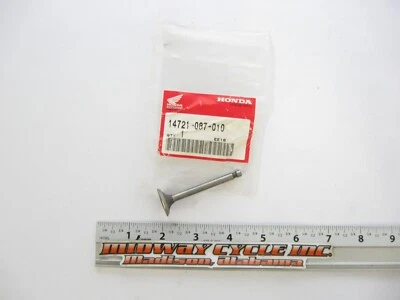 HONDA
14721-087-010
1
1 2 3 4 5 6 7 8 9
MIDWAY CYCLE INC.
Madison Alabama